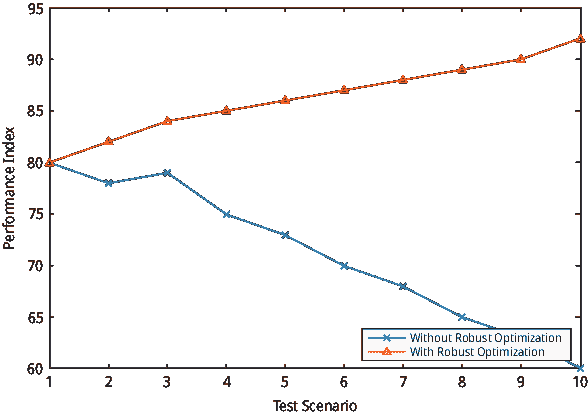 95
90
85
80
75
70
65
60
Performance Index
Without Robust Optimization
With Robust Optimization
1 2 3 4 5 6 7 8 9 10
Test Scenario